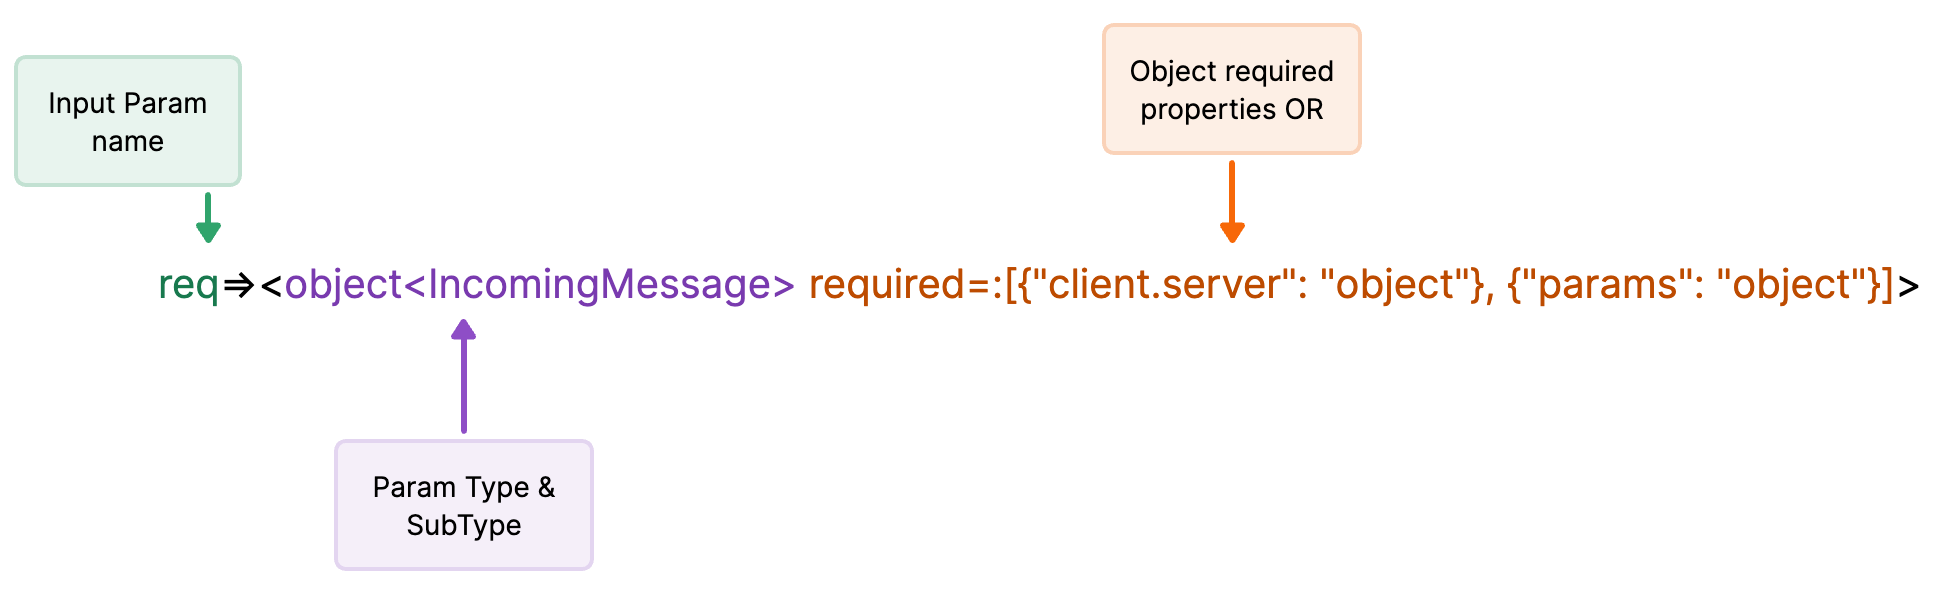 Object required
properties OR
Input Param
name
req⇒<object<IncomingMessage> required=:[{"client.server": "object"}, {"params": "object"}]>
Param Type &
SubType